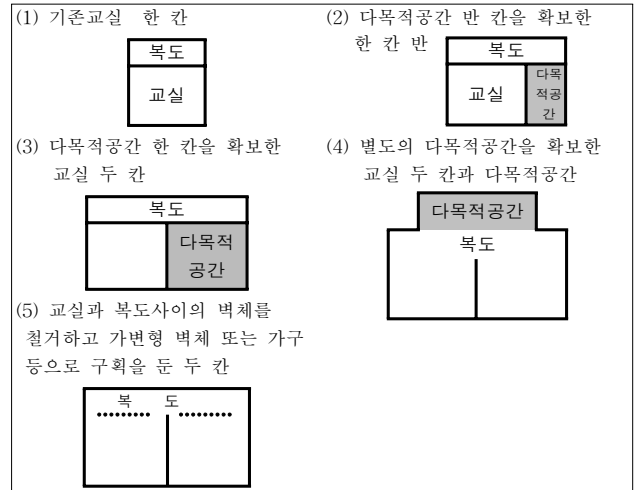 (1) 기존교실 한 칸
복도
교실
(2) 다목적공간 반 칸을 확보한
한 칸 반
복도
교실
다목
적공
간
(3) 다목적공간 한 칸을 확보한
교실 두 칸
복도
다목적
공간
(4) 별도의 다목적공간을 확보한
교실 두 칸과 다목적공간
다목적공간
복도
(5) 교실과 복도사이의 벽체를
철거하고 가변형 벽체 또는 가구
등으로 구획을 둔 두 칸
복 도